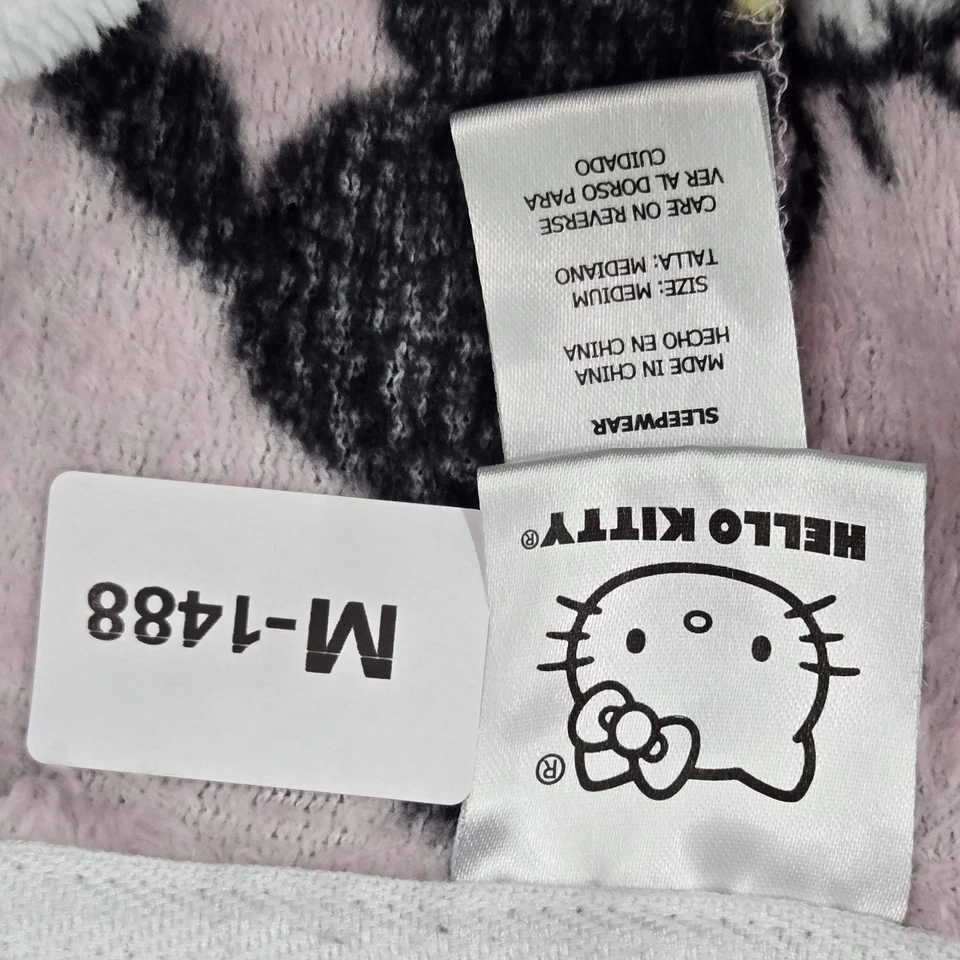 HELLO KITTY®
®
SLEEPWEAR
MADE IN CHINA
HECHO EN CHINA
SIZE: MEDIUM
TALLA: MEDIANO
CARE ON REVERSE
VER AL DORSO PARA
CUIDADO
M-1488